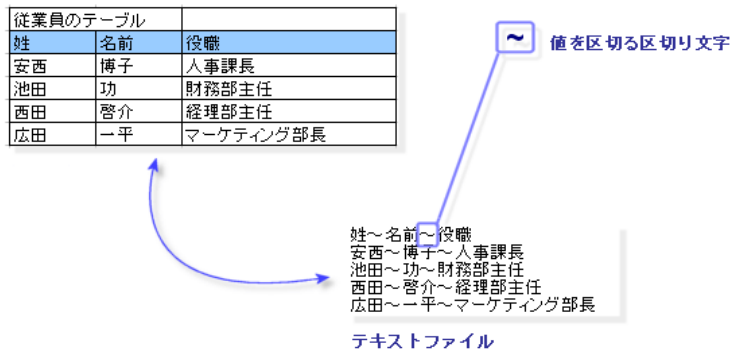 従業員のテーブル
姓 名前 役職
安西 博子 人事課長
池田 功 財務部主任
西田 啓介 経理部主任
広田 一平 マーケティング部長
~ 値を区切る区切り文字
姓～名前～役職
安西～博子～人事課長
池田～功～財務部主任
西田～啓介～経理部主任
広田～一平～マーケティング部長
テキストファイル